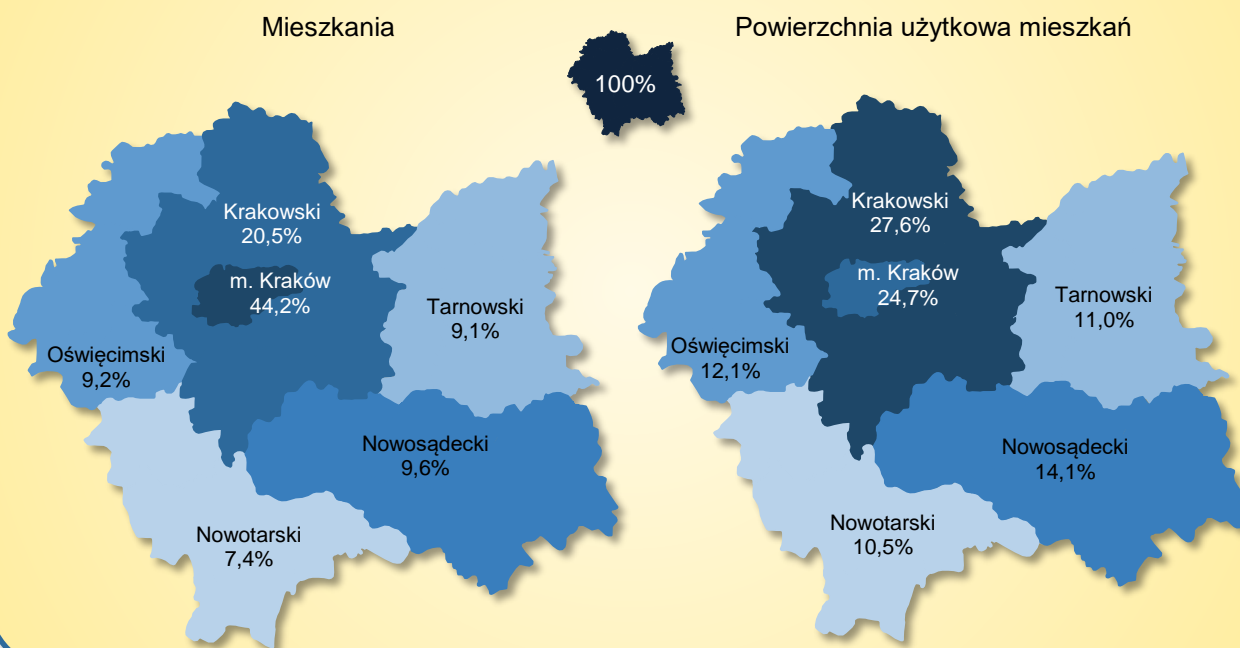 Mieszkania
Powierzchnia użytkowa mieszkań
100%
Krakowski
20,5%
m. Kraków
44,2%
Tarnowski
9,1%
Oświęcimski
9,2%
Nowosądecki
9,6%
Nowotarski
7,4%
Krakowski
27,6%
m. Kraków
24,7%
Tarnowski
11,0%
Oświęcimski
12,1%
Nowosądecki
14,1%
Nowotarski
10,5%